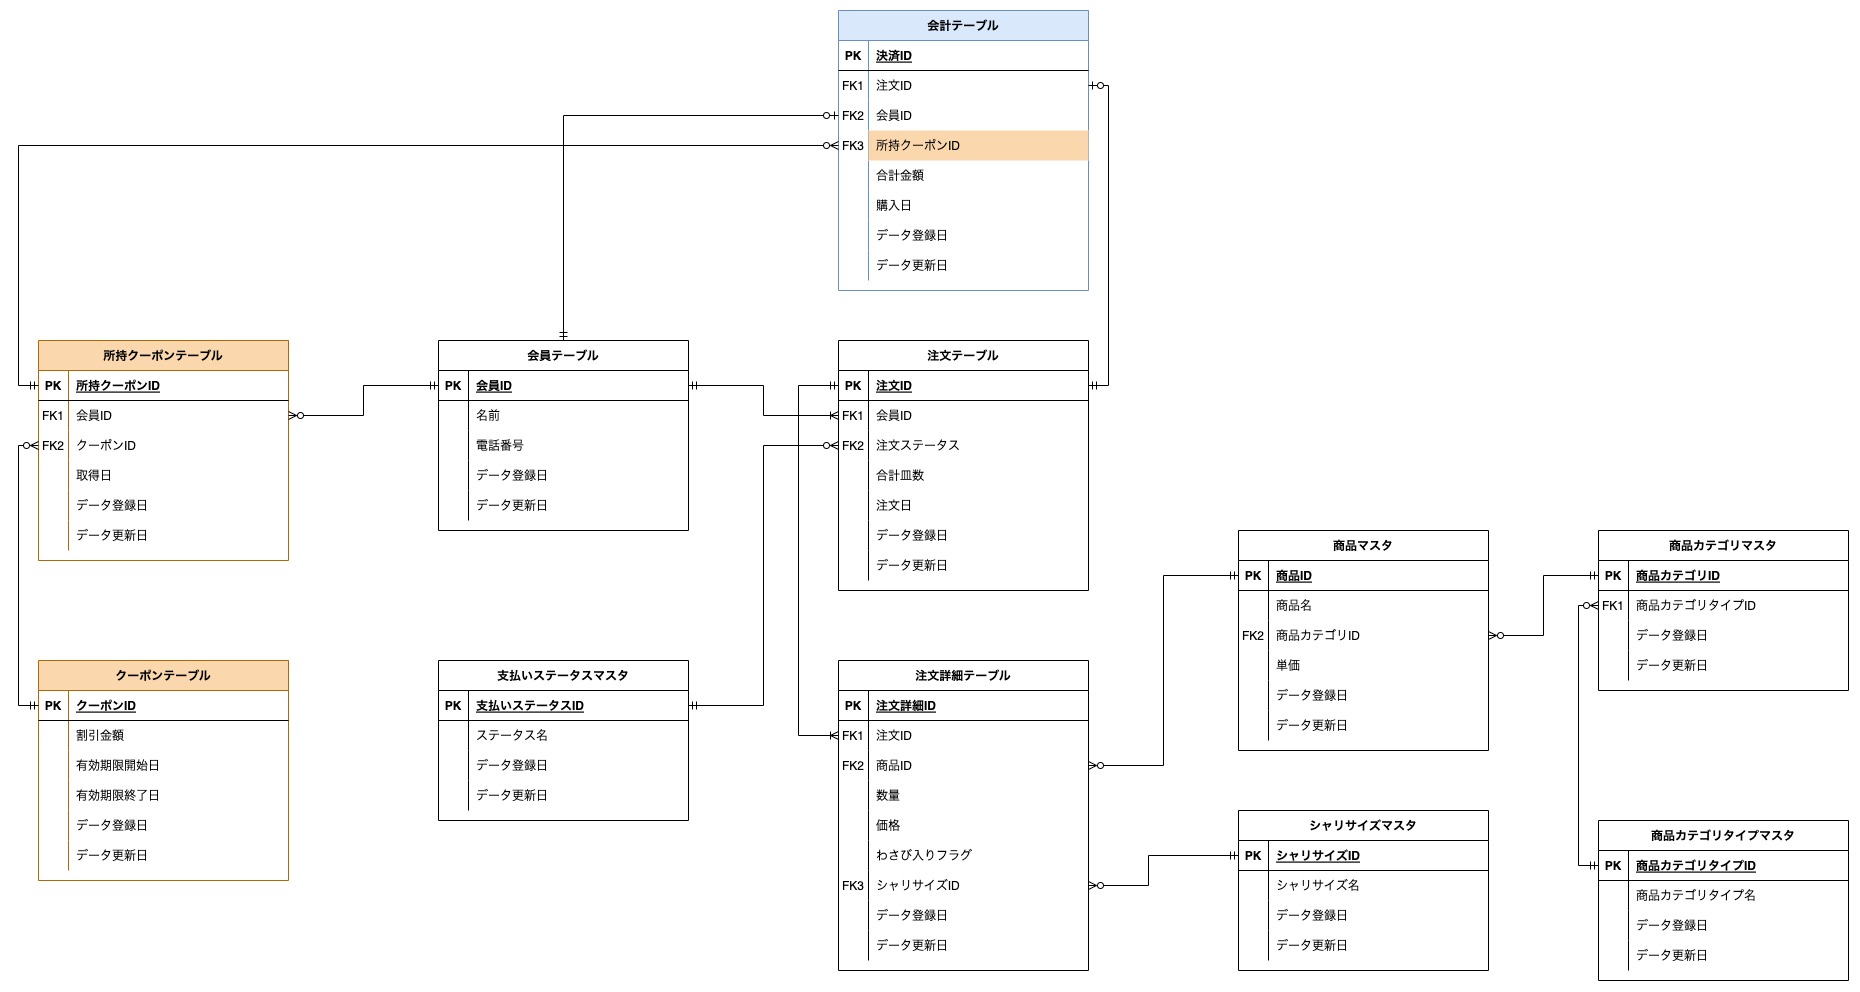 会計テーブル
PK 決済ID
FK1 注文ID
FK2 会員ID
FK3 所持クーポンID
合計金額
購入日
データ登録日
データ更新日
所持クーポンテーブル
PK 所持クーポンID
FK1 会員ID
FK2 クーポンID
取得日
データ登録日
データ更新日
会員テーブル
PK 会員ID
名前
電話番号
データ登録日
データ更新日
注文テーブル
PK 注文ID
FK1 会員ID
FK2 注文ステータス
合計皿数
注文日
データ登録日
データ更新日
商品マスタ
PK 商品ID
商品名
FK2 商品カテゴリID
単価
データ登録日
データ更新日
商品カテゴリマスタ
PK 商品カテゴリID
FK1 商品カテゴリタイプID
データ登録日
データ更新日
クーポンテーブル
PK クーポンID
割引金額
有効期限開始日
有効期限終了日
データ登録日
データ更新日
支払いステータスマスタ
PK 支払いステータスID
ステータス名
データ登録日
データ更新日
注文詳細テーブル
PK 注文詳細ID
FK1 注文ID
FK2 商品ID
数量
価格
わさび入りフラグ
FK3 シャリサイズID
データ登録日
データ更新日
シャリサイズマスタ
PK シャリサイズID
シャリサイズ名
データ登録日
データ更新日
商品カテゴリタイプマスタ
PK 商品カテゴリタイプID
商品カテゴリタイプ名
データ登録日
データ更新日